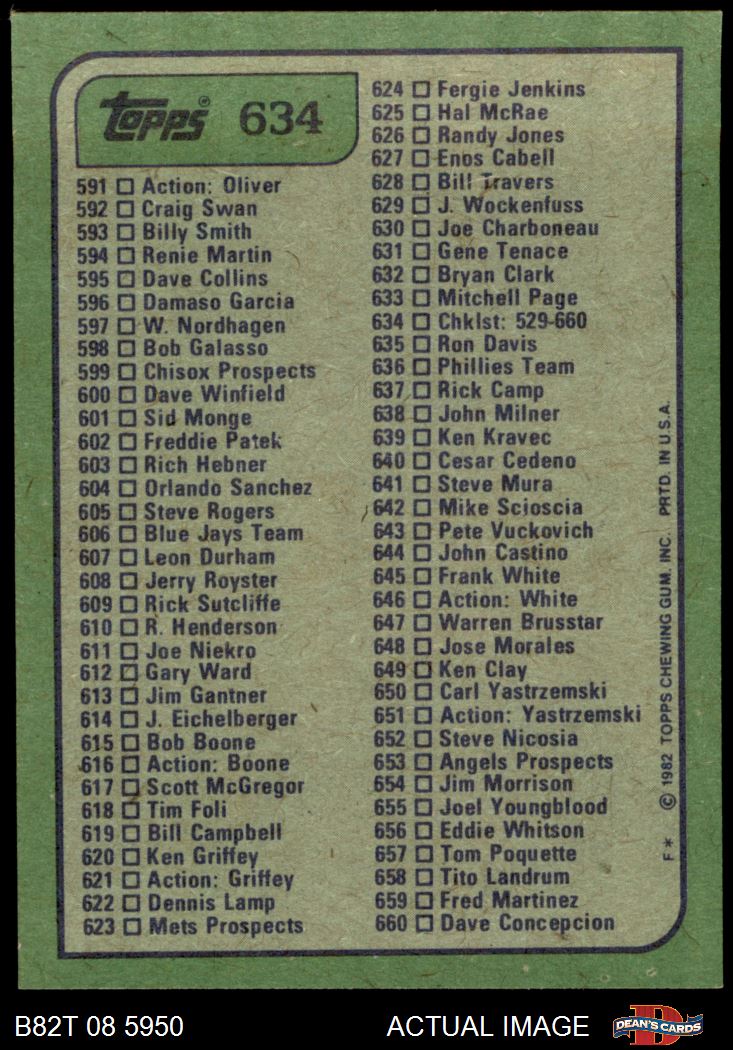 Topps® 634
591 Action: Oliver
592 Craig Swan
593 Billy Smith
594 Renie Martin
595 Dave Collins
596 Damaso Garcia
597 W. Nordhagen
598 Bob Galasso
599 Chisox Prospects
600 Dave Winfield
601 Sid Monge
602 Freddie Patek
603 Rich Hebner
604 Orlando Sanchez
605 Steve Rogers
606 Blue Jays Team
607 Leon Durham
608 Jerry Royster
609 Rick Sutcliffe
610 R. Henderson
611 Joe Niekro
612 Gary Ward
613 Jim Gantner
614 J. Eichelberger
615 Bob Boone
616 Action: Boone
617 Scott McGregor
618 Tim Foli
619 Bill Campbell
620 Ken Griffey
621 Action: Griffey
622 Dennis Lamp
623 Mets Prospects
624 Fergie Jenkins
625 Hal McRae
626 Randy Jones
627 Enos Cabell
628 Bill Travers
629 J. Wockenfuss
630 Joe Charboneau
631 Gene Tenace
632 Bryan Clark
633 Mitchell Page
634 Chklst: 529-660
635 Ron Davis
636 Phillies Team
637 Rick Camp
638 John Milner
639 Ken Kravec
640 Cesar Cedeno
641 Steve Mura
642 Mike Scioscia
643 Pete Vuckovich
644 John Castino
645 Frank White
646 Action: White
647 Warren Brusstar
648 Jose Morales
649 Ken Clay
650 Carl Yastrzemski
651 Action: Yastrzemski
652 Steve Nicosia
653 Angels Prospects
654 Jim Morrison
655 Joel Youngblood
656 Eddie Whitson
657 Tom Poquette
658 Tito Landrum
659 Fred Martinez
660 Dave Concepcion
F* © 1982 TOPPS CHEWING GUM, INC. PRTD. IN U.S.A.
B82T 08 5950 ACTUAL IMAGE
D DEAN'S CARDS